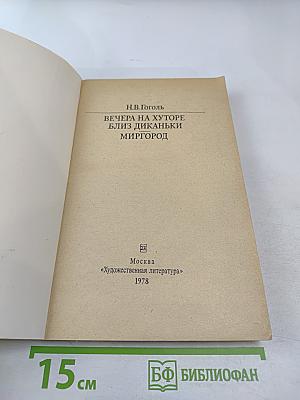 Н.В.Гоголь
ВЕЧЕРА НА ХУТОРЕ
БЛИЗ ДИКАНЬКИ
МИРГОРОД
Москва
«Художественная литература»
1978
15 см
БФ БИБЛИОФАН